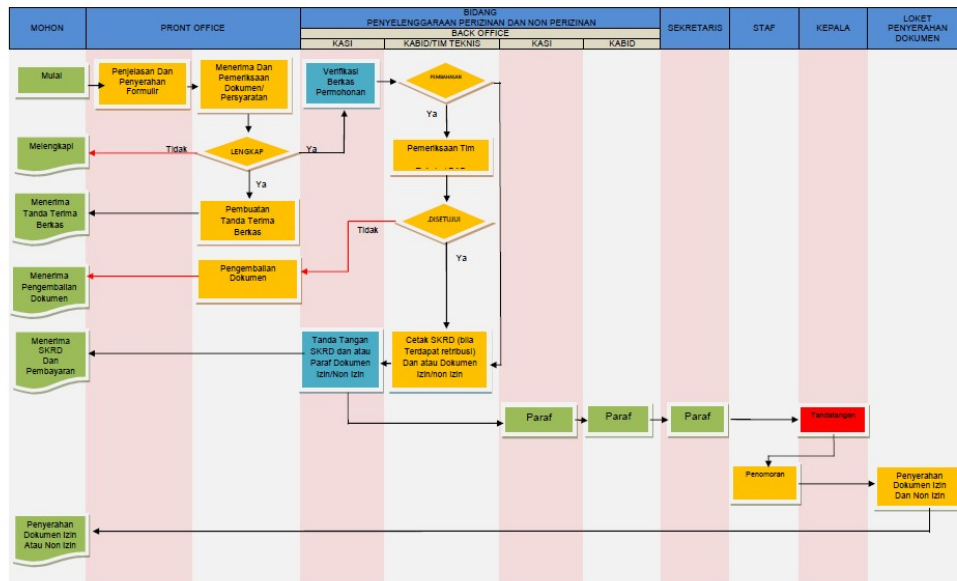 MOHON
PRONT OFFICE
BIDANG
PENYELENGGARAAN PERIZINAN DAN NON PERIZINAN
BACK OFFICE
KASI
KABID/TIM TEKNIS
KASI
KABID
SEKRETARIS
STAF
KEPALA
LOKET
PENYERAHAN
DOKUMEN
Mulai
Penjelasan Dan
Penyerahan
Formulir
Menerima Dan
Pemeriksaan
Dokumen/
Persyaratan
Verifikasi
Berkas
Permohonan
PEMBAHASAN
Ya
Melengkapi
Tidak
LENGKAP
Ya
Pemeriksaan Tim
Ya
Menerima
Tanda Terima
Berkas
Pembuatan
Tanda Terima
Berkas
.DISETUJUI
Tidak
Ya
Menerima
Pengembalian
Dokumen
Pengembalian
Dokumen
Menerima
SKRD
Dan
Pembayaran
Tanda Tangan
SKRD dan atau
Paraf Dokumen
Izin/Non Izin
Cetak SKRD (bila
Terdapat retribusi)
Dan atau Dokumen
Izin/non Izin
Paraf
Paraf
Paraf
Tandatangan
Penomoran
Penyerahan
Dokumen Izin
Dan Non Izin
Penyerahan
Dokumen Izin
Atau Non Izin